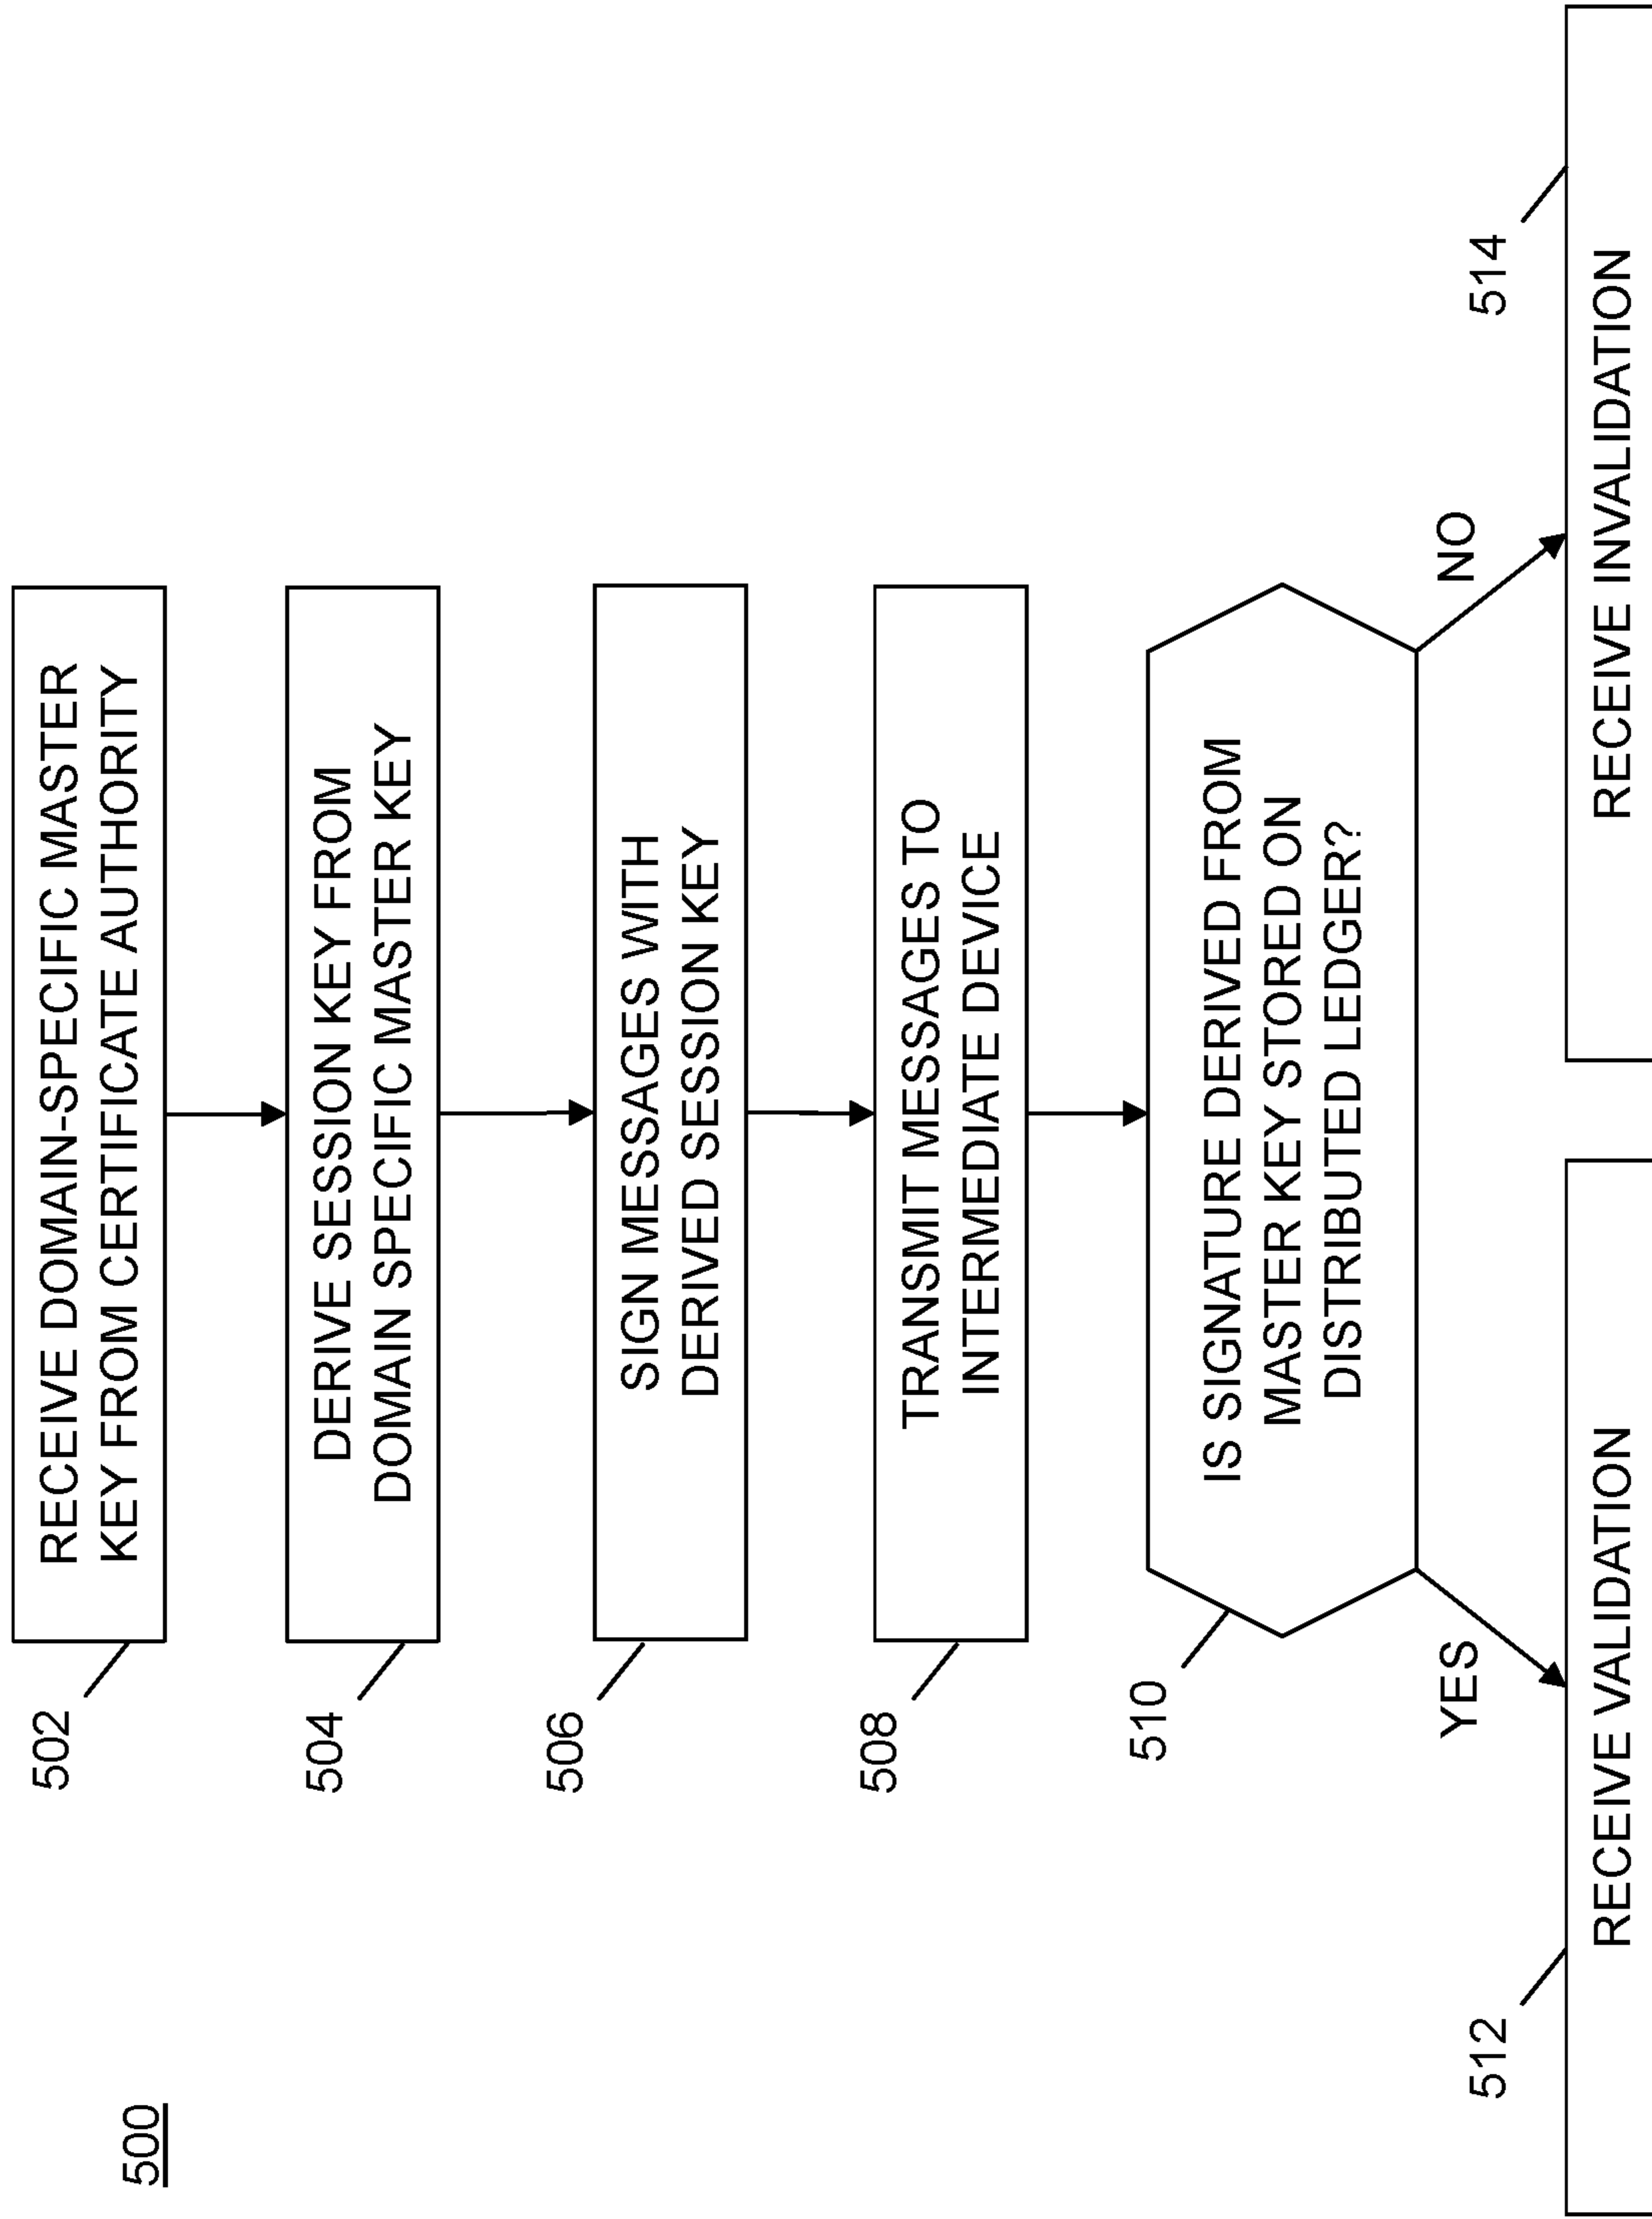 500
502
RECEIVE DOMAIN-SPECIFIC MASTER
KEY FROM CERTIFICATE AUTHORITY
504
DERIVE SESSION KEY FROM
DOMAIN SPECIFIC MASTER KEY
506
SIGN MESSAGES WITH
DERIVED SESSION KEY
508
TRANSMIT MESSAGES TO
INTERMEDIATE DEVICE
510
IS SIGNATURE DERIVED FROM
MASTER KEY STORED ON
DISTRIBUTED LEDGER?
YES
NO
512
RECEIVE VALIDATION
514
RECEIVE INVALIDATION